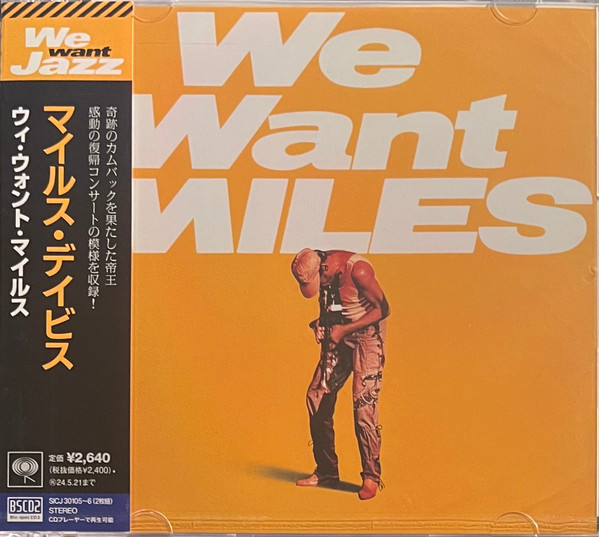 We
want
Jazz
マイルス・デイビス
ウィ・ウォント・マイルス
奇跡のカムバックを果たした帝王
感動の復帰コンサートの模様を収録!
定価 ¥2,640
(税抜価格¥2,400)
Ⓨ24.5.21まで
BSCD2
Blu-spec CD2
SICJ 30105~6 (2枚組)
STEREO
CDプレーヤーで再生可能
We
Want
MILES